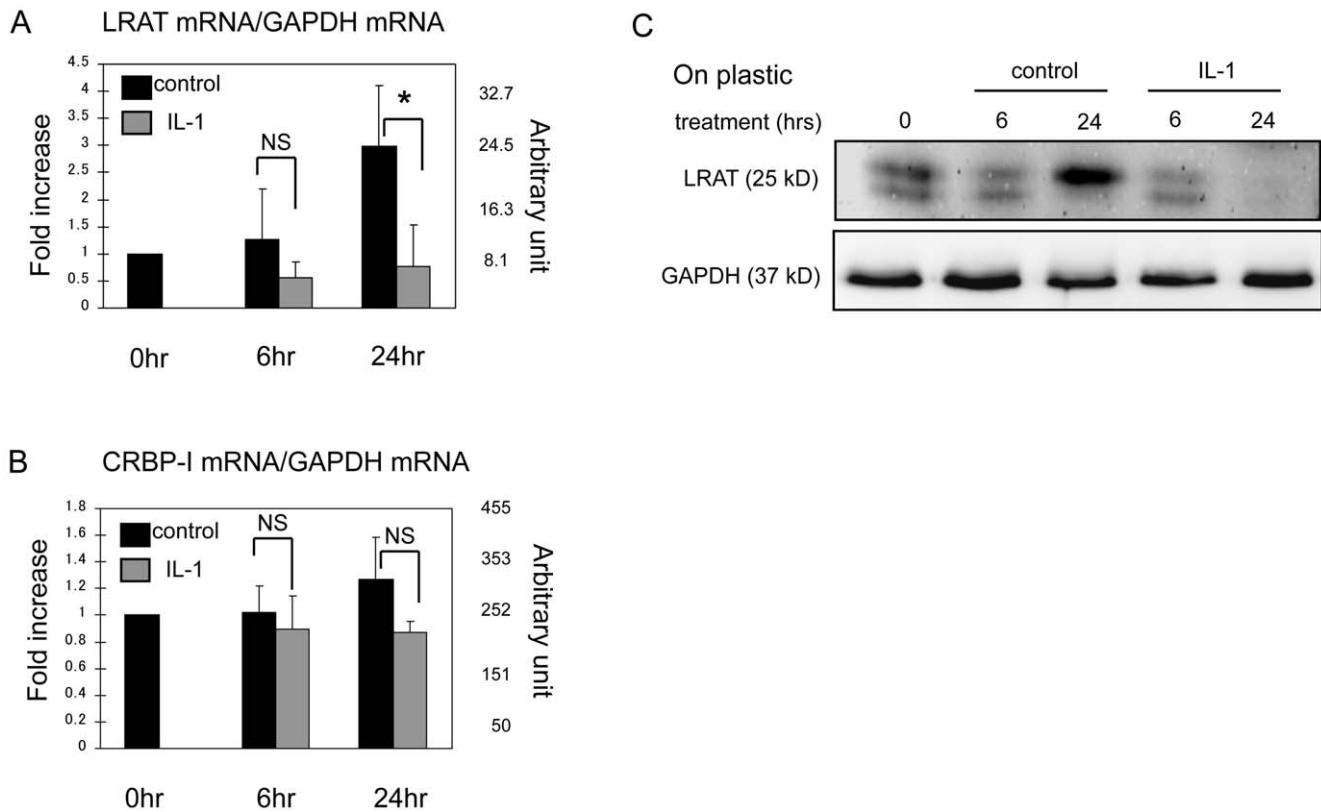 A
LRAT mRNA/GAPDH mRNA
Fold increase
4.5
4
3.5
3
2.5
2
1.5
1
0.5
0
control
IL-1
NS
*
32.7
24.5
16.3
8.1
Arbitrary unit
0hr 6hr 24hr
B
CRBP-I mRNA/GAPDH mRNA
Fold increase
1.8
1.6
1.4
1.2
1
0.8
0.6
0.4
0.2
0
control
IL-1
NS
NS
455
353
252
151
50
Arbitrary unit
0hr 6hr 24hr
C
On plastic control IL-1
treatment (hrs) 0 6 24 6 24
LRAT (25 kD)
GAPDH (37 kD)